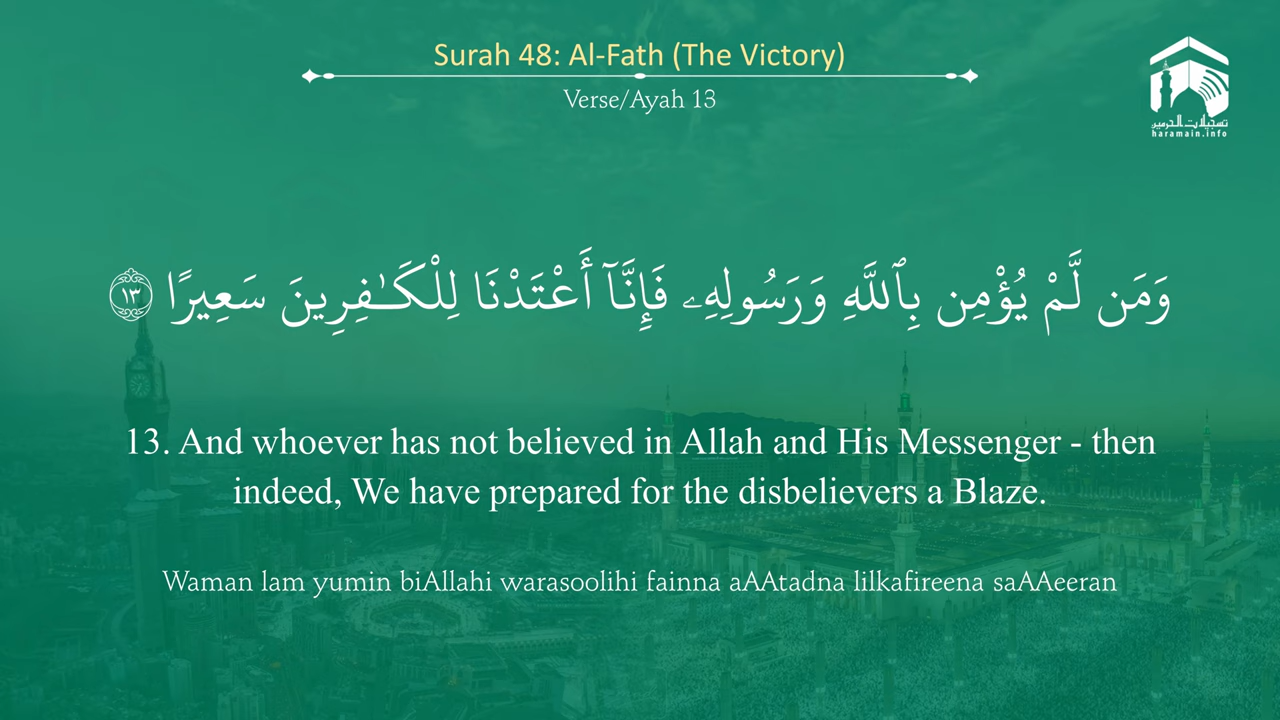 Surah 48: Al-Fath (The Victory)
Verse/Ayah 13
تسجيلات الحرمين
haramain.info
وَمَن لَّمْ يُؤْمِن بِٱللَّهِ وَرَسُولِهِۦ فَإِنَّآ أَعْتَدْنَا لِلْكَـٰفِرِينَ سَعِيرًا ١٣
13. And whoever has not believed in Allah and His Messenger - then
indeed, We have prepared for the disbelievers a Blaze.
Waman lam yumin biAllahi warasoolihi fainna aAAtadna lilkafireena saAAeeran